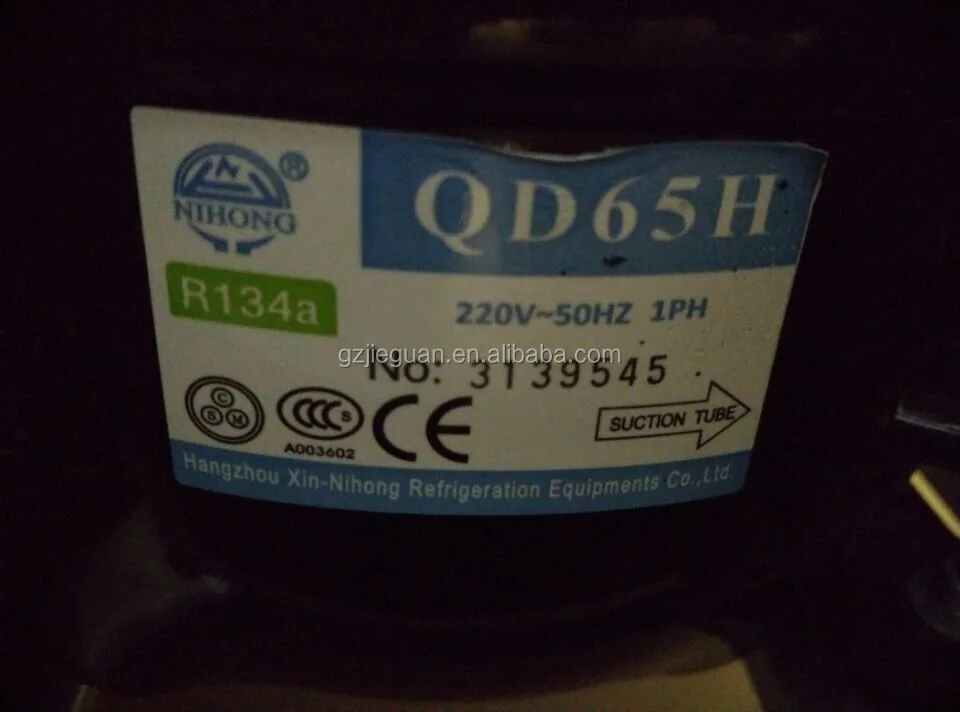 N
NIHONG ®
QD65H
R134a
220V~50HZ 1PH
gzjieguan.en.alibaba.com
No: 3139545
C
S M
CCC S
A003602
CE
SUCTION TUBE
Hangzhou Xin-Nihong Refrigeration Equipments Co.,Ltd.